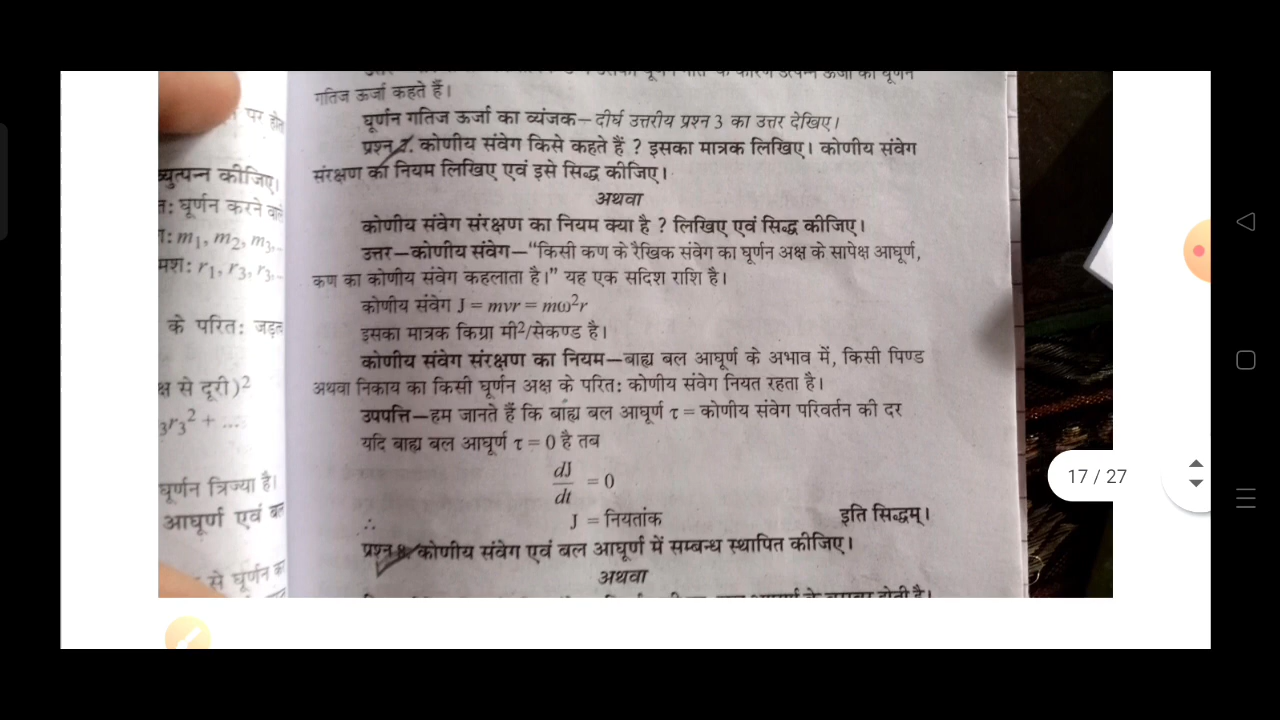 गतिज ऊर्जा कहते हैं।
घूर्णन गतिज ऊर्जा का व्यंजक—दीर्घ उत्तरीय प्रश्न 3 का उत्तर देखिए।
प्रश्न 7. कोणीय संवेग किसे कहते हैं ? इसका मात्रक लिखिए। कोणीय संवेग
संरक्षण का नियम लिखिए एवं इसे सिद्ध कीजिए।
अथवा
कोणीय संवेग संरक्षण का नियम क्या है ? लिखिए एवं सिद्ध कीजिए।
उत्तर—कोणीय संवेग—“किसी कण के रैखिक संवेग का घूर्णन अक्ष के सापेक्ष आघूर्ण,
कण का कोणीय संवेग कहलाता है।” यह एक सदिश राशि है।
कोणीय संवेग J = mvr = mω²r
इसका मात्रक किग्रा मी²/सेकण्ड है।
कोणीय संवेग संरक्षण का नियम—बाह्य बल आघूर्ण के अभाव में, किसी पिण्ड
अथवा निकाय का किसी घूर्णन अक्ष के परित: कोणीय संवेग नियत रहता है।
उपपत्ति—हम जानते हैं कि बाह्य बल आघूर्ण τ = कोणीय संवेग परिवर्तन की दर
यदि बाह्य बल आघूर्ण τ = 0 है तब
dJ/dt = 0
∴ J = नियतांक इति सिद्धम्।
प्रश्न 8. कोणीय संवेग एवं बल आघूर्ण में सम्बन्ध स्थापित कीजिए।
अथवा
पर
व्युत्पन्न कीजिए।
त: घूर्णन करने वाले
: m₁, m₂, m₃,..
मश: r₁, r₃, r₃,..
के परित: जड़त्व
क्ष से दूरी)²
₃r₃² + ...
घूर्णन त्रिज्या है।
आघूर्ण एवं बल
से घूर्णन
17 / 27